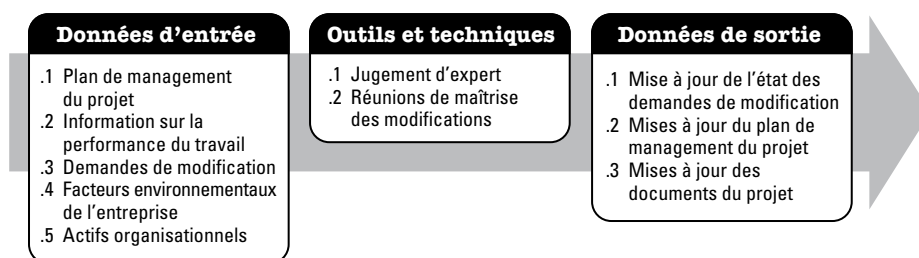 Données d'entrée
.1 Plan de management
du projet
.2 Information sur la
performance du travail
.3 Demandes de modification
.4 Facteurs environnementaux
de l'entreprise
.5 Actifs organisationnels
Outils et techniques
.1 Jugement d'expert
.2 Réunions de maîtrise
des modifications
Données de sortie
.1 Mise à jour de l'état des
demandes de modification
.2 Mises à jour du plan de
management du projet
.3 Mises à jour des
documents du projet